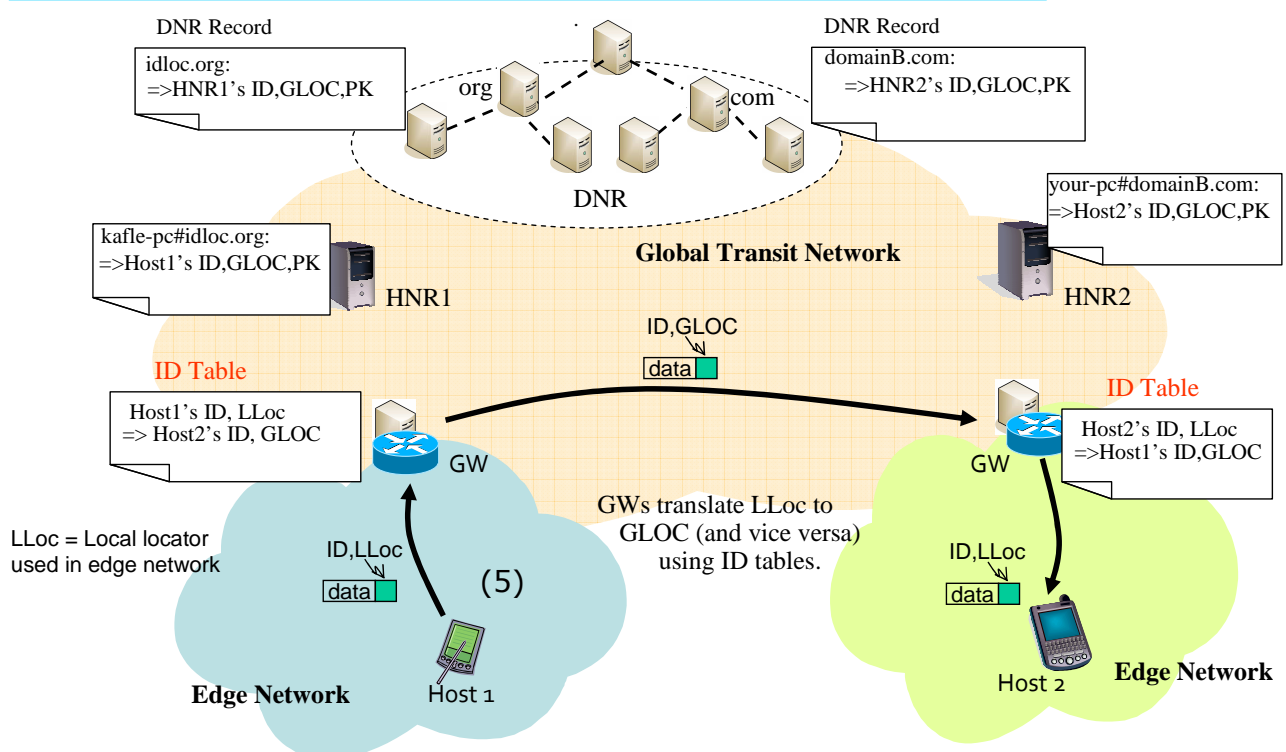 DNR Record
idloc.org:
=>HNR1's ID,GLOC,PK
.
org
com
DNR
DNR Record
domainB.com:
=>HNR2's ID,GLOC,PK
kafle-pc#idloc.org:
=>Host1's ID,GLOC,PK
HNR1
Global Transit Network
your-pc#domainB.com:
=>Host2's ID,GLOC,PK
HNR2
ID,GLOC
data
ID Table
Host1's ID, LLoc
=> Host2's ID, GLOC
GW
ID Table
Host2's ID, LLoc
=>Host1's ID,GLOC
GW
GWs translate LLoc to
GLOC (and vice versa)
using ID tables.
LLoc = Local locator
used in edge network
ID,LLoc
data
(5)
Host 1
Edge Network
ID,LLoc
data
Host 2
Edge Network